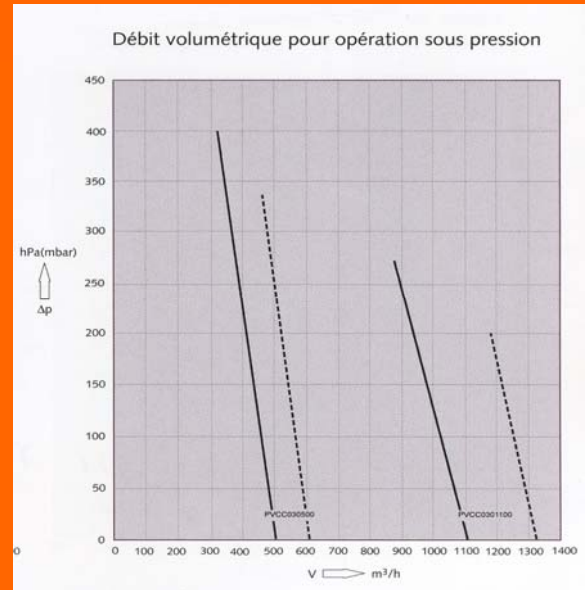 Débit volumétrique pour opération sous pression
450
400
350
300
hPa(mbar)
250
Δp
200
150
100
50
PVCC030500
PVCC0301100
0
0
0 100 100 200 300 400 500 600 700 800 900 1000 1100 1200 1300 1400
V m³/h